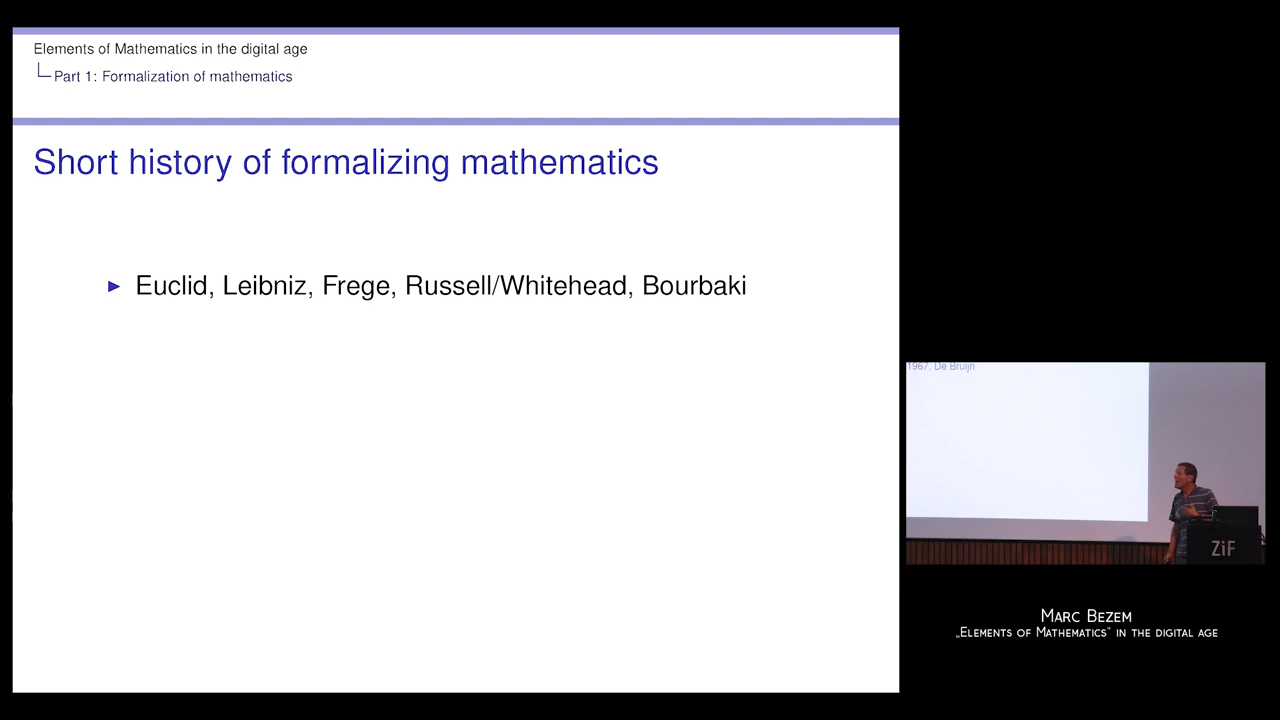 Elements of Mathematics in the digital age
Part 1: Formalization of mathematics
Short history of formalizing mathematics
Euclid, Leibniz, Frege, Russell/Whitehead, Bourbaki
1967, De Bruijn
ZiF
Marc Bezem
„Elements of Mathematics“ in the digital age